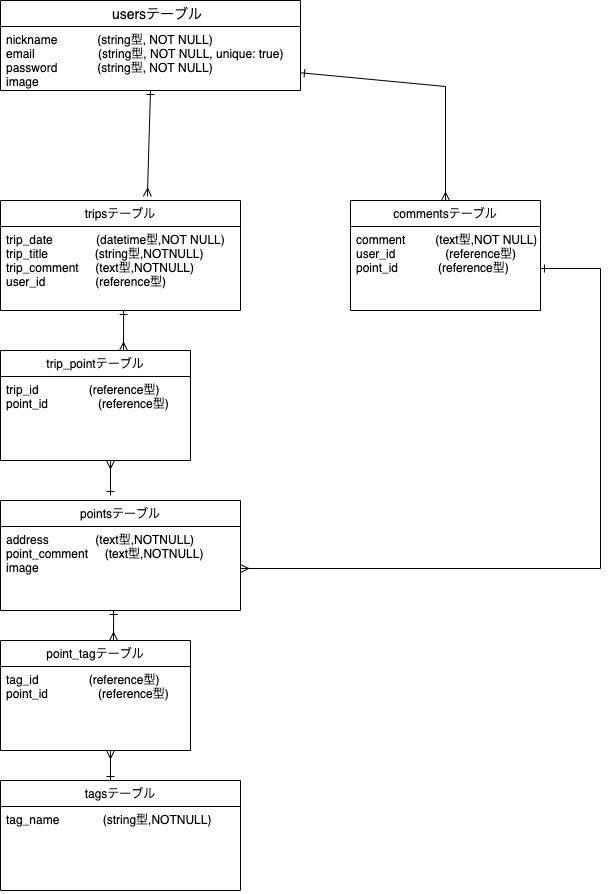 usersテーブル
nickname (string型, NOT NULL)
email (string型, NOT NULL, unique: true)
password (string型, NOT NULL)
image
tripsテーブル
trip_date (datetime型,NOT NULL)
trip_title (string型,NOTNULL)
trip_comment (text型,NOTNULL)
user_id (reference型)
commentsテーブル
comment (text型,NOT NULL)
user_id (reference型)
point_id (reference型)
trip_pointテーブル
trip_id (reference型)
point_id (reference型)
pointsテーブル
address (text型,NOTNULL)
point_comment (text型,NOTNULL)
image
point_tagテーブル
tag_id (reference型)
point_id (reference型)
tagsテーブル
tag_name (string型,NOTNULL)